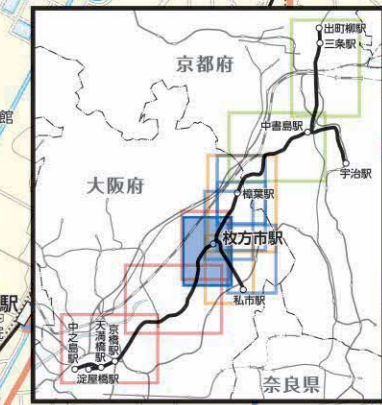 出町柳駅
三条駅
京都府
中書島駅
宇治駅
大阪府
樟葉駅
枚方市駅
私市駅
京橋駅
天満橋駅
中之島駅
淀屋橋駅
奈良県
館
駅